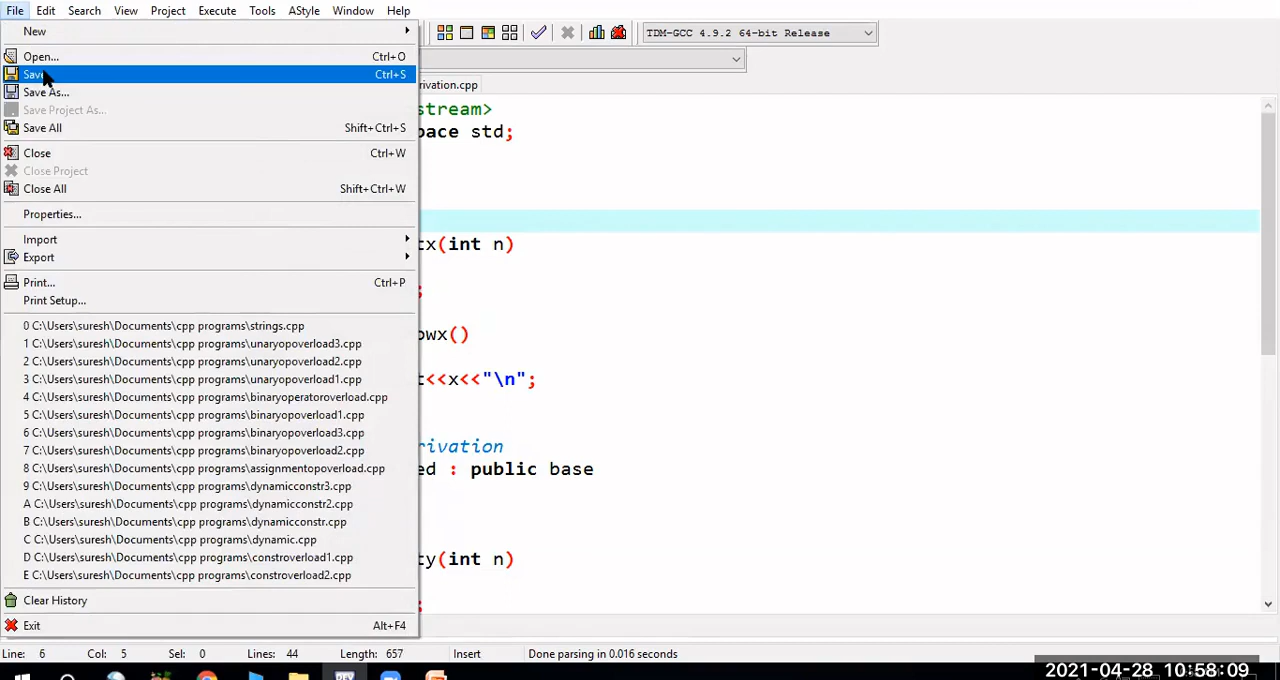 File Edit Search View Project Execute Tools AStyle Window Help
New
TDM-GCC 4.9.2 64-bit Release
Open... Ctrl+O
Save Ctrl+S
rivation.cpp
Save As...
Save Project As...
stream>
Save All Shift+Ctrl+S
pace std;
Close Ctrl+W
Close Project
Close All Shift+Ctrl+W
Properties...
Import
tx(int n)
Export
Print... Ctrl+P
;
Print Setup...
0 C:\Users\suresh\Documents\cpp programs\strings.cpp
owx()
1 C:\Users\suresh\Documents\cpp programs\unaryopoverload3.cpp
2 C:\Users\suresh\Documents\cpp programs\unaryopoverload2.cpp
3 C:\Users\suresh\Documents\cpp programs\unaryopoverload1.cpp
t<<x<<"\n";
4 C:\Users\suresh\Documents\cpp programs\binaryoperatoroverload.cpp
5 C:\Users\suresh\Documents\cpp programs\binaryopoverload1.cpp
6 C:\Users\suresh\Documents\cpp programs\binaryopoverload3.cpp
rivation
7 C:\Users\suresh\Documents\cpp programs\binaryopoverload2.cpp
8 C:\Users\suresh\Documents\cpp programs\assignmentopoverload.cpp
ed : public base
9 C:\Users\suresh\Documents\cpp programs\dynamicconstr3.cpp
A C:\Users\suresh\Documents\cpp programs\dynamicconstr2.cpp
B C:\Users\suresh\Documents\cpp programs\dynamicconstr.cpp
C C:\Users\suresh\Documents\cpp programs\dynamic.cpp
D C:\Users\suresh\Documents\cpp programs\constroverload1.cpp
ty(int n)
E C:\Users\suresh\Documents\cpp programs\constroverload2.cpp
Clear History
;
Exit Alt+F4
Line: 6 Col: 5 Sel: 0 Lines: 44 Length: 657 Insert Done parsing in 0.016 seconds
2021-04-28 10:58:09